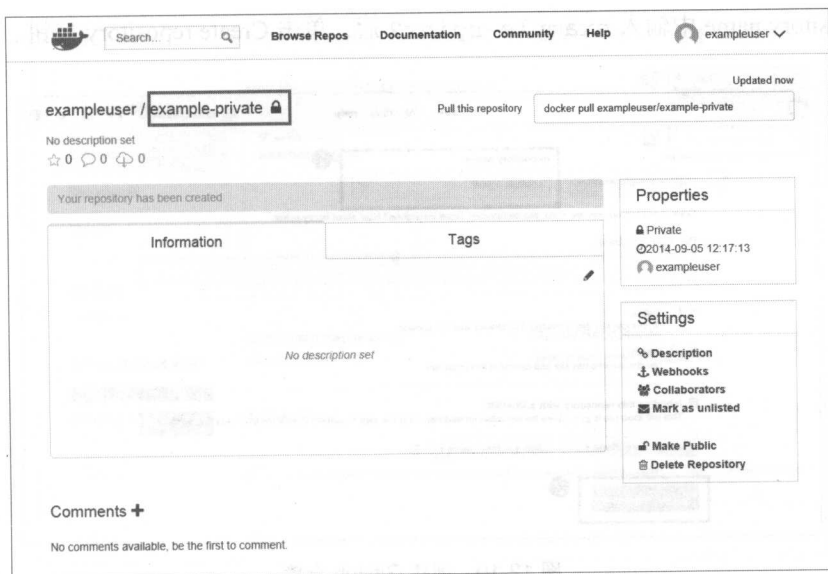 Search...
Browse Repos
Documentation
Community
Help
exampleuser
Updated now
exampleuser / example-private
Pull this repository
docker pull exampleuser/example-private
No description set
0 0 0
Your repository has been created
Information
Tags
No description set
Properties
Private
2014-09-05 12:17:13
exampleuser
Settings
Description
Webhooks
Collaborators
Mark as unlisted
Make Public
Delete Repository
Comments +
No comments available, be the first to comment.